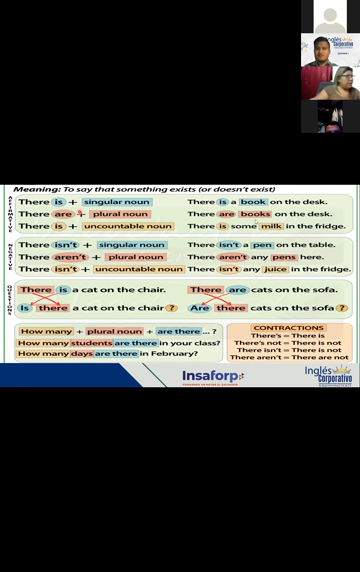 Inglés
Corporativo
Meaning: To say that something exists (or doesn't exist)
AFFIRMATIVE
There is + singular noun There is a book on the desk.
There are + plural noun There are books on the desk.
There is + uncountable noun There is some milk in the fridge.
NEGATIVE
There isn't + singular noun There isn't a pen on the table.
There aren't + plural noun There aren't any pens here.
There isn't + uncountable noun There isn't any juice in the fridge.
QUESTIONS
There is a cat on the chair. There are cats on the sofa.
Is there a cat on the chair? Are there cats on the sofa?
How many + plural noun + are there ... ?
How many students are there in your class?
How many days are there in February?
CONTRACTIONS
There's = There is
There's not = There is not
There isn't = There is not
There aren't = There are not
Insaforp
Inglés
Corporativo